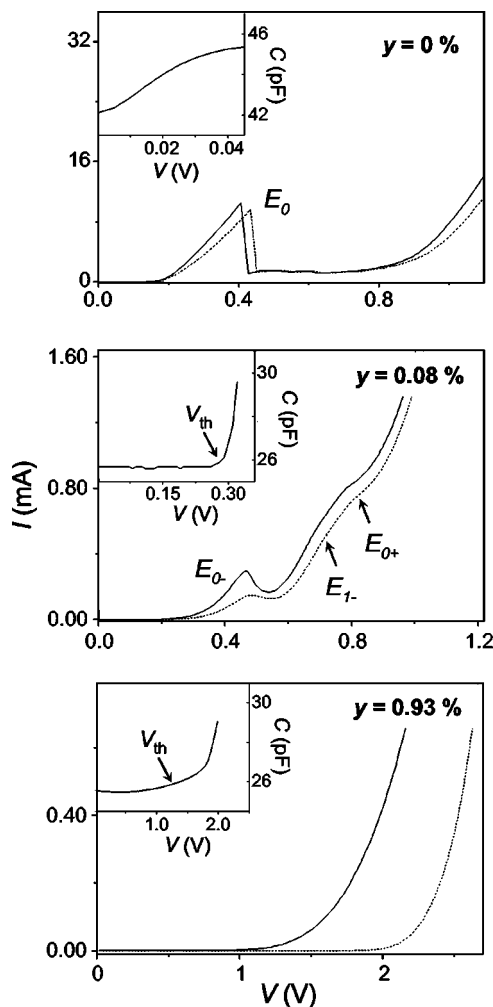 36
46
y = 0 %
C (pF)
42
0.02
0.04
V (V)
16
E0
0
0.0
0.4
0.8
1.60
30
y = 0.08 %
Vth
C (pF)
26
0.15
0.30
V (V)
0.80
I (mA)
E0-
E0+
E1-
0.00
0.0
0.4
0.8
1.2
30
y = 0.93 %
Vth
C (pF)
26
1.0
2.0
V (V)
0.40
0.00
0
1
2
V (V)